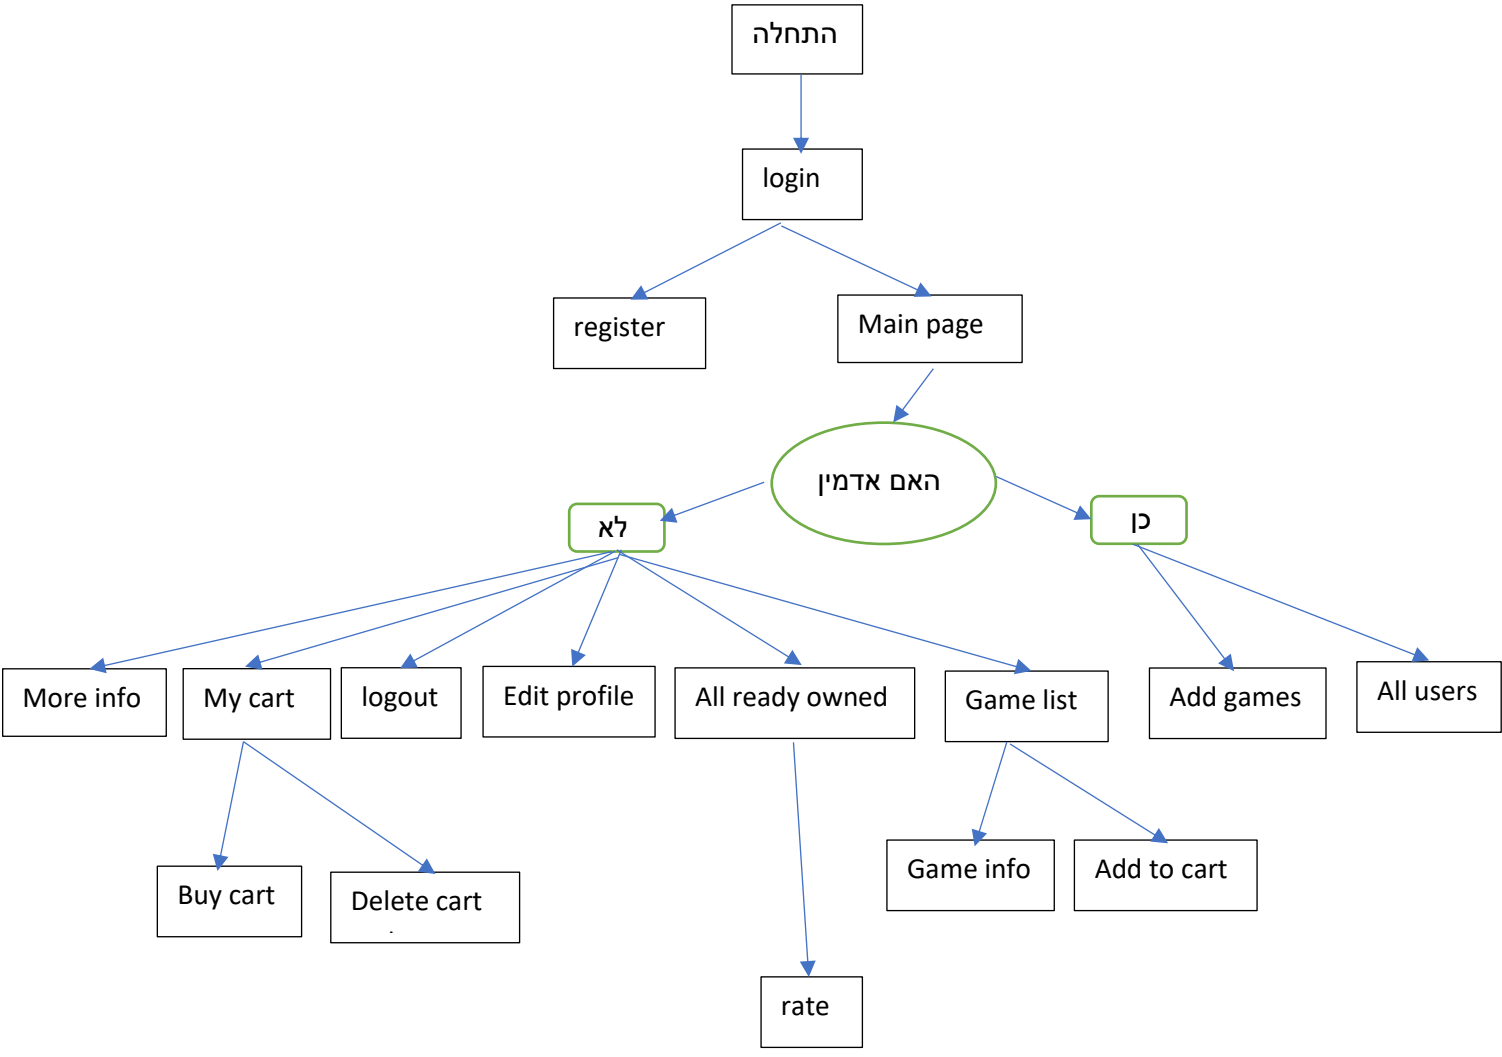 התחלה
login
register
Main page
האם אדמין
לא
כן
More info
My cart
logout
Edit profile
All ready owned
Game list
Add games
All users
Buy cart
Delete cart
Game info
Add to cart
rate